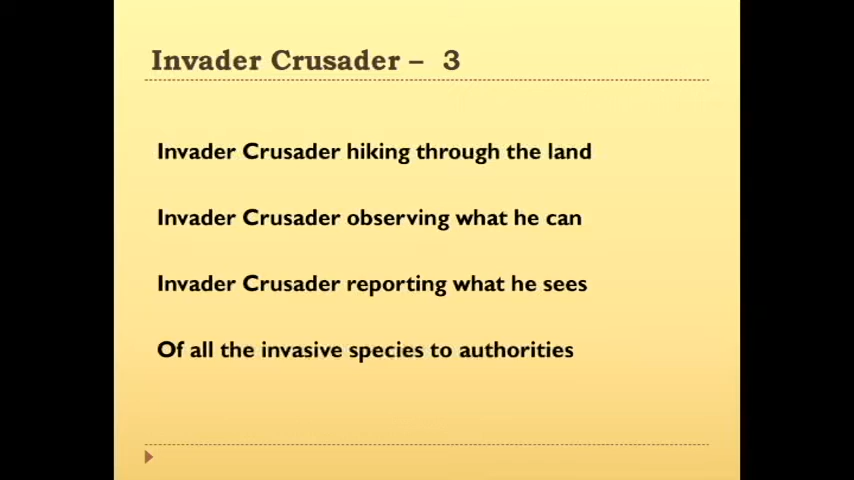 Invader Crusader – 3
Invader Crusader hiking through the land
Invader Crusader observing what he can
Invader Crusader reporting what he sees
Of all the invasive species to authorities